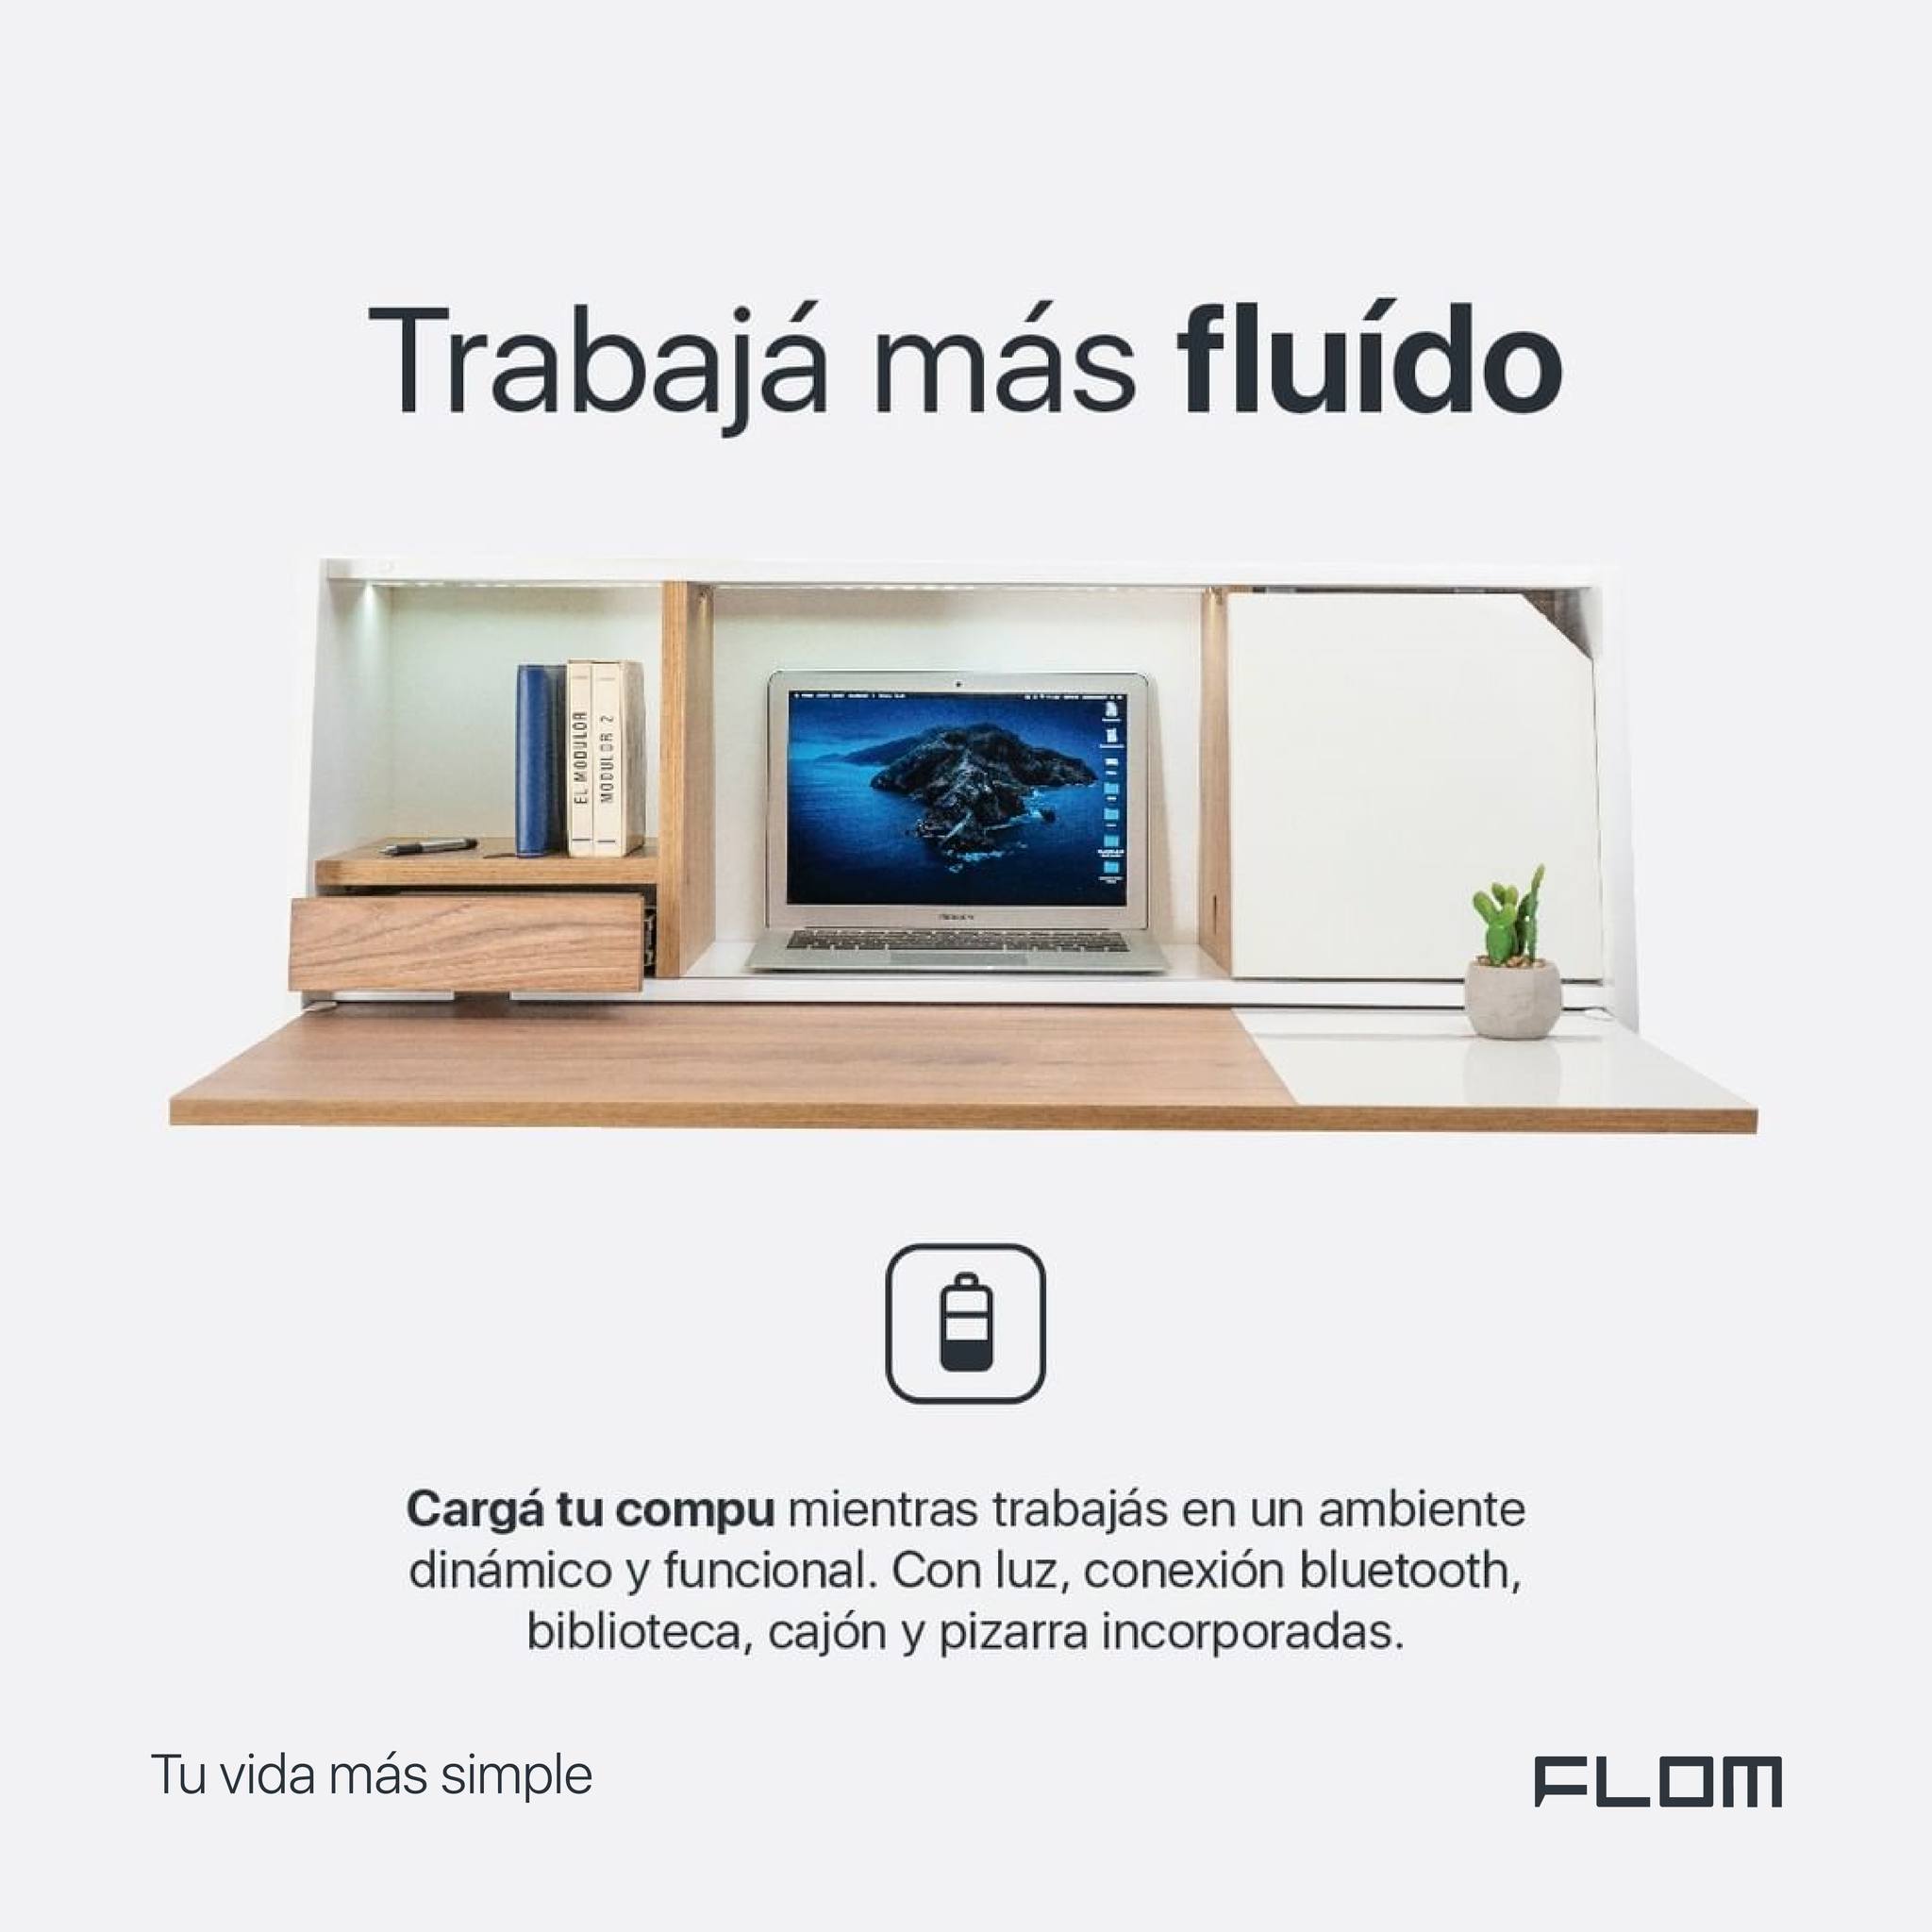 Trabajá más fluído
EL MODULOR
MODULOR 2
Cargá tu compu mientras trabajás en un ambiente
dinámico y funcional. Con luz, conexión bluetooth,
biblioteca, cajón y pizarra incorporadas.
Tu vida más simple
FLOM